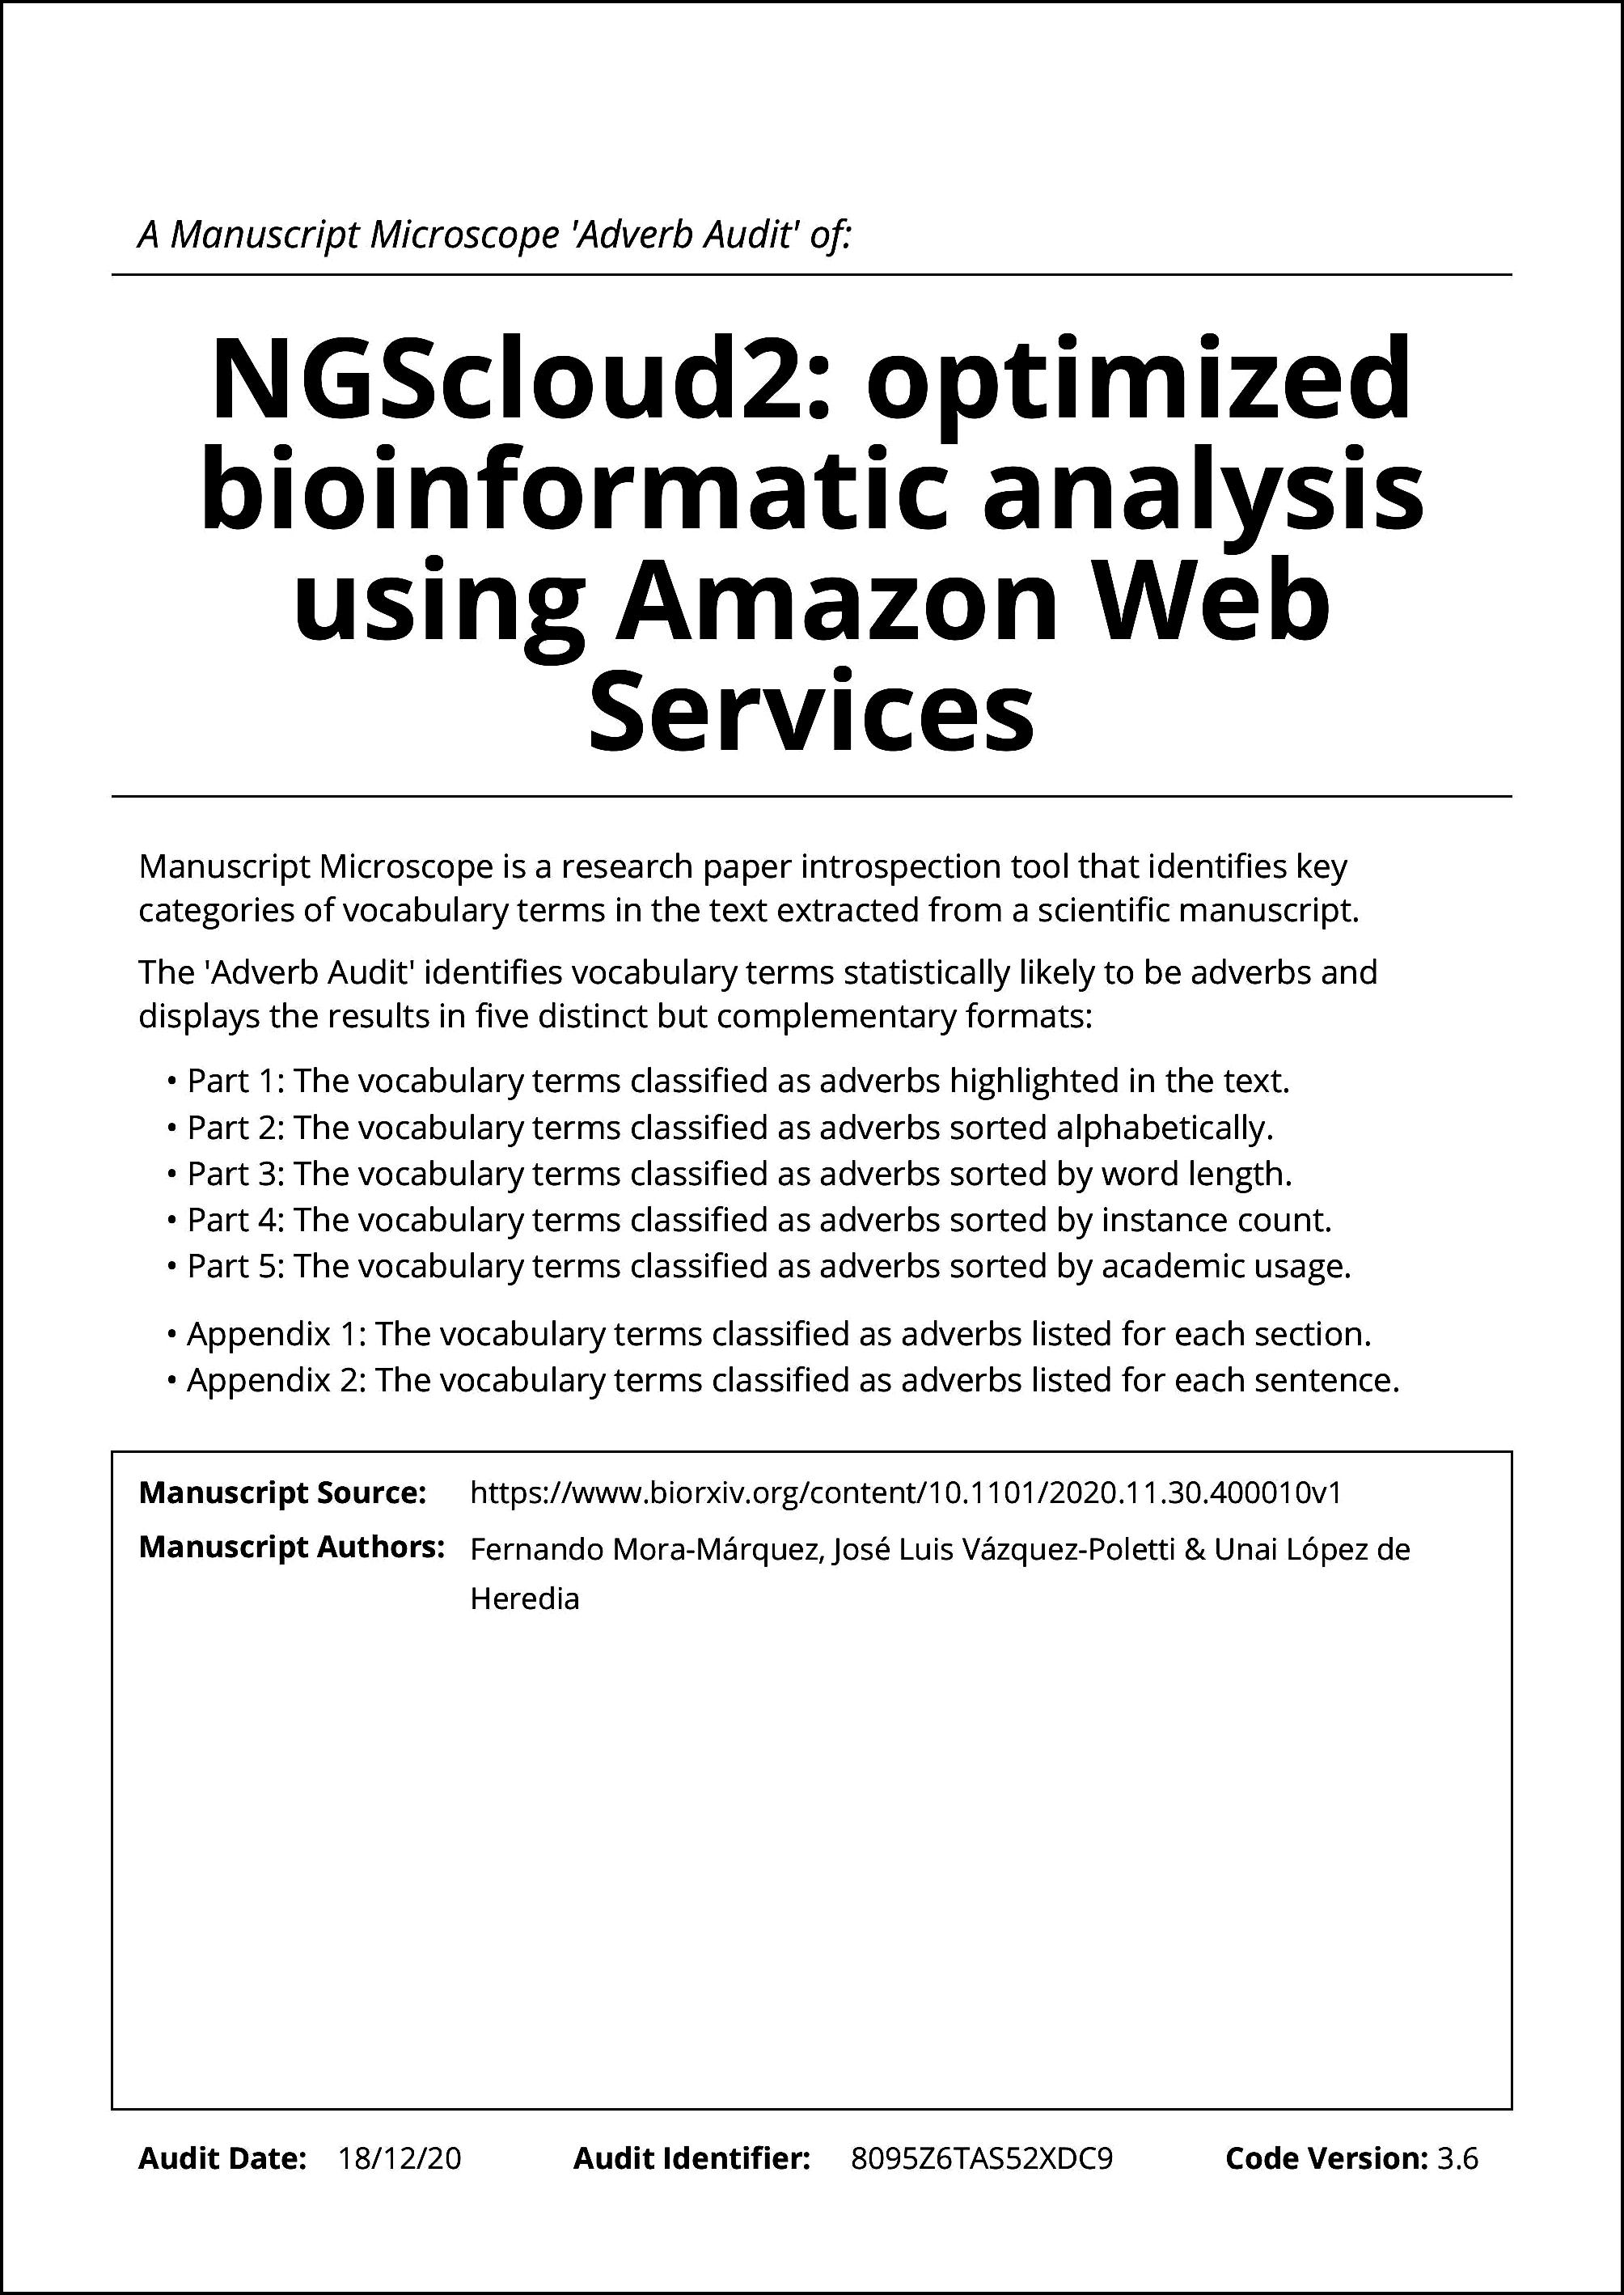 A Manuscript Microscope 'Adverb Audit' of:
NGScloud2: optimized
bioinformatic analysis
using Amazon Web
Services
Manuscript Microscope is a research paper introspection tool that identifies key
categories of vocabulary terms in the text extracted from a scientific manuscript.
The 'Adverb Audit' identifies vocabulary terms statistically likely to be adverbs and
displays the results in five distinct but complementary formats:
• Part 1: The vocabulary terms classified as adverbs highlighted in the text.
• Part 2: The vocabulary terms classified as adverbs sorted alphabetically.
• Part 3: The vocabulary terms classified as adverbs sorted by word length.
• Part 4: The vocabulary terms classified as adverbs sorted by instance count.
• Part 5: The vocabulary terms classified as adverbs sorted by academic usage.
• Appendix 1: The vocabulary terms classified as adverbs listed for each section.
• Appendix 2: The vocabulary terms classified as adverbs listed for each sentence.
Manuscript Source: https://www.biorxiv.org/content/10.1101/2020.11.30.400010v1
Manuscript Authors: Fernando Mora-Márquez, José Luis Vázquez-Poletti & Unai López de
Heredia
Audit Date: 18/12/20 Audit Identifier: 8095Z6TAS52XDC9 Code Version: 3.6